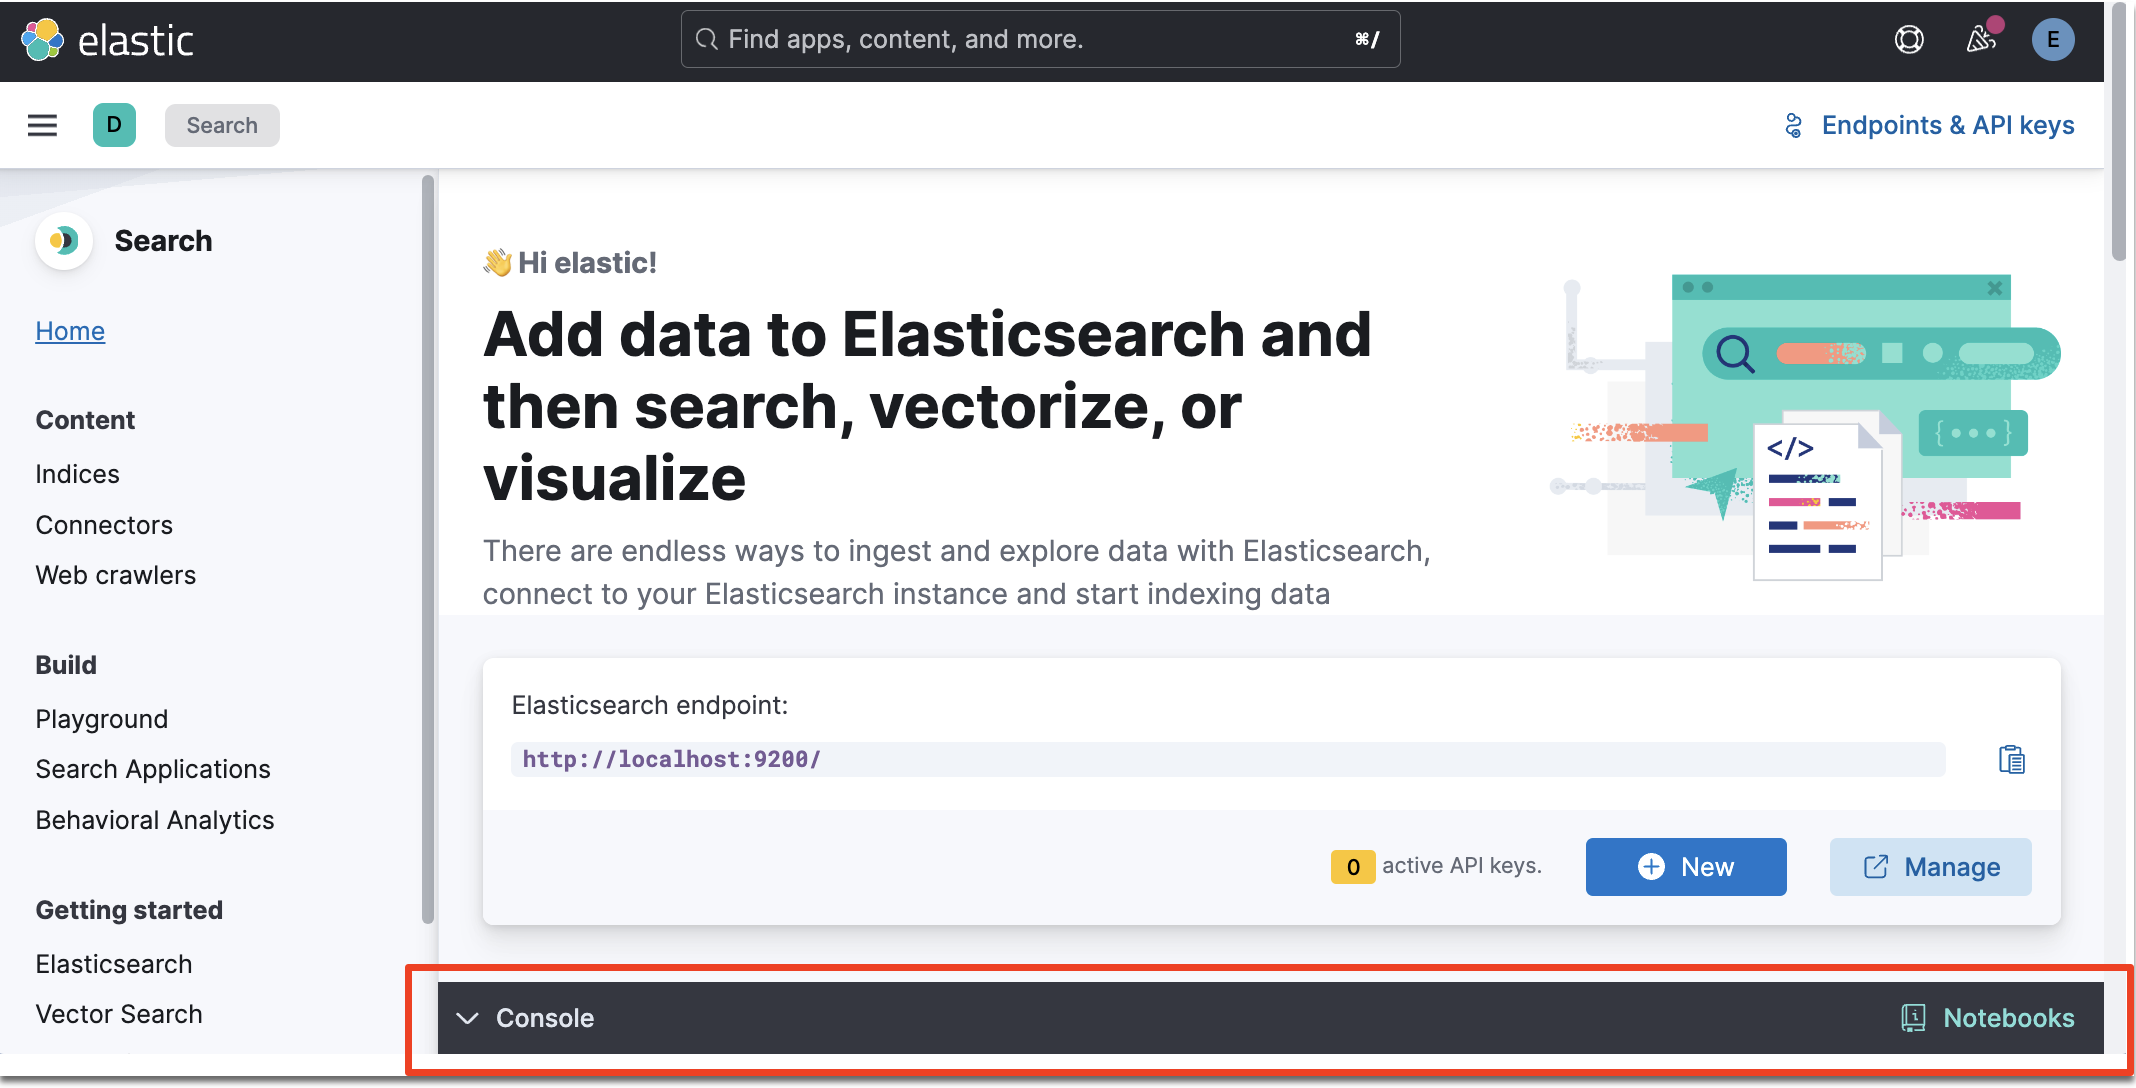 elastic
Find apps, content, and more.
⌘/
E
D
Search
Endpoints & API keys
Search
Home
Content
Indices
Connectors
Web crawlers
Build
Playground
Search Applications
Behavioral Analytics
Getting started
Elasticsearch
Vector Search
👋 Hi elastic!
Add data to Elasticsearch and
then search, vectorize, or
visualize
There are endless ways to ingest and explore data with Elasticsearch,
connect to your Elasticsearch instance and start indexing data
{•••}
</>
Elasticsearch endpoint:
http://localhost:9200/
0 active API keys.
New
Manage
Console
Notebooks